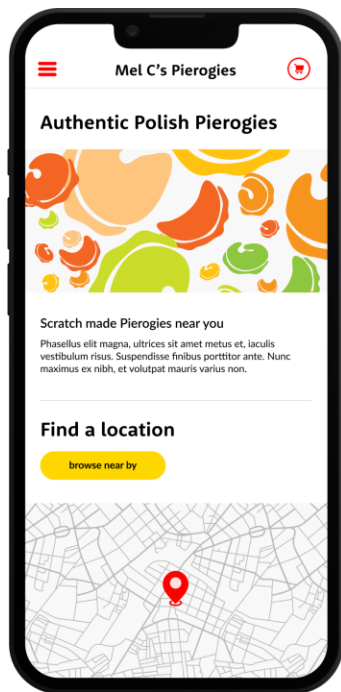 Mel C's Pierogies
Authentic Polish Pierogies
Scratch made Pierogies near you
Phasellus elit magna, ultrices sit amet metus et, iaculis
vestibulum risus. Suspendisse finibus porttitor ante. Nunc
maximus ex nibh, et volutpat mauris varius non.
Find a location
browse near by